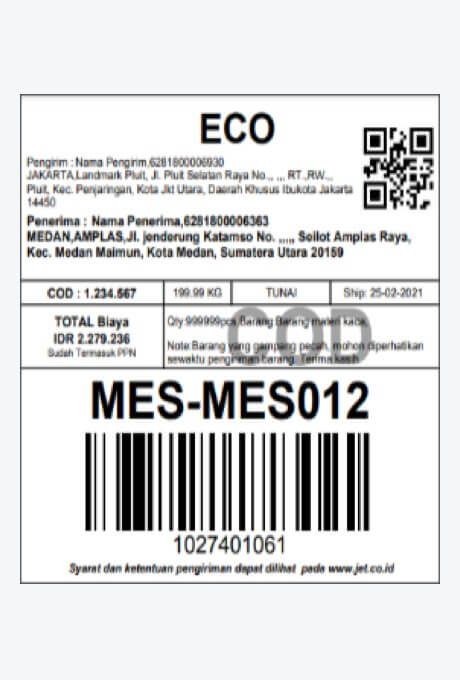 ECO
Pengirim : Nama Pengirim,6281800006930
JAKARTA,Landmark Pluit, Jl. Pluit Selatan Raya No.,, ,,, RT.,RW.,,
Pluit, Kec. Penjaringan, Kota Jkt Utara, Daerah Khusus Ibukota Jakarta
14450
Penerima : Nama Penerima,6281800006363
MEDAN,AMPLAS,Jl. jenderung Katamso No. ,,,,, Seilot Amplas Raya,
Kec. Medan Maimun, Kota Medan, Sumatera Utara 20159
COD : 1.234.567 199.99 KG TUNAI Ship: 25-02-2021
TOTAL Biaya
IDR 2.279.236
Sudah Termasuk PPN
Qty:999999pcs,Barang:Barang materi kaca,
Note:Barang yang gampang pecah, mohon diperhatikan
sewaktu pengiriman barang. Terima kasih
COD
MES-MES012
1027401061
Syarat dan ketentuan pengiriman dapat dilihat pada www.jet.co.id